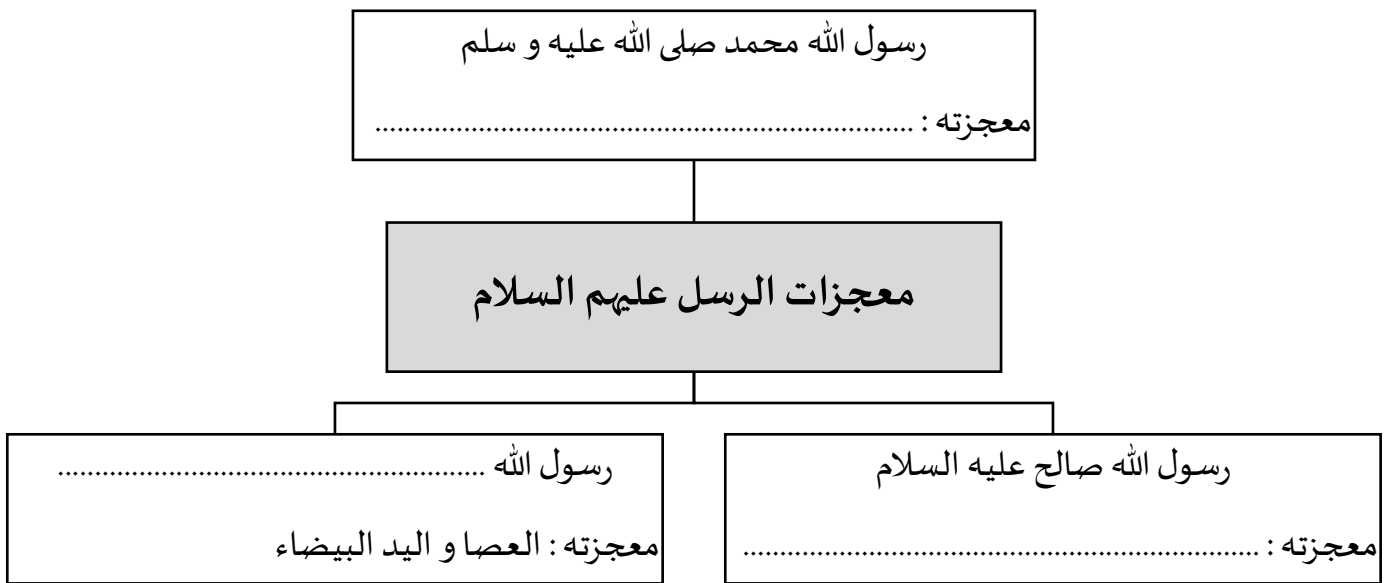 رسول الله محمد صلى الله عليه و سلم
معجزته : .........................................................................
معجزات الرسل عليهم السلام
رسول الله صالح عليه السلام
معجزته : ......................................................................
رسول الله ..........................................................
معجزته : العصا و اليد البيضاء